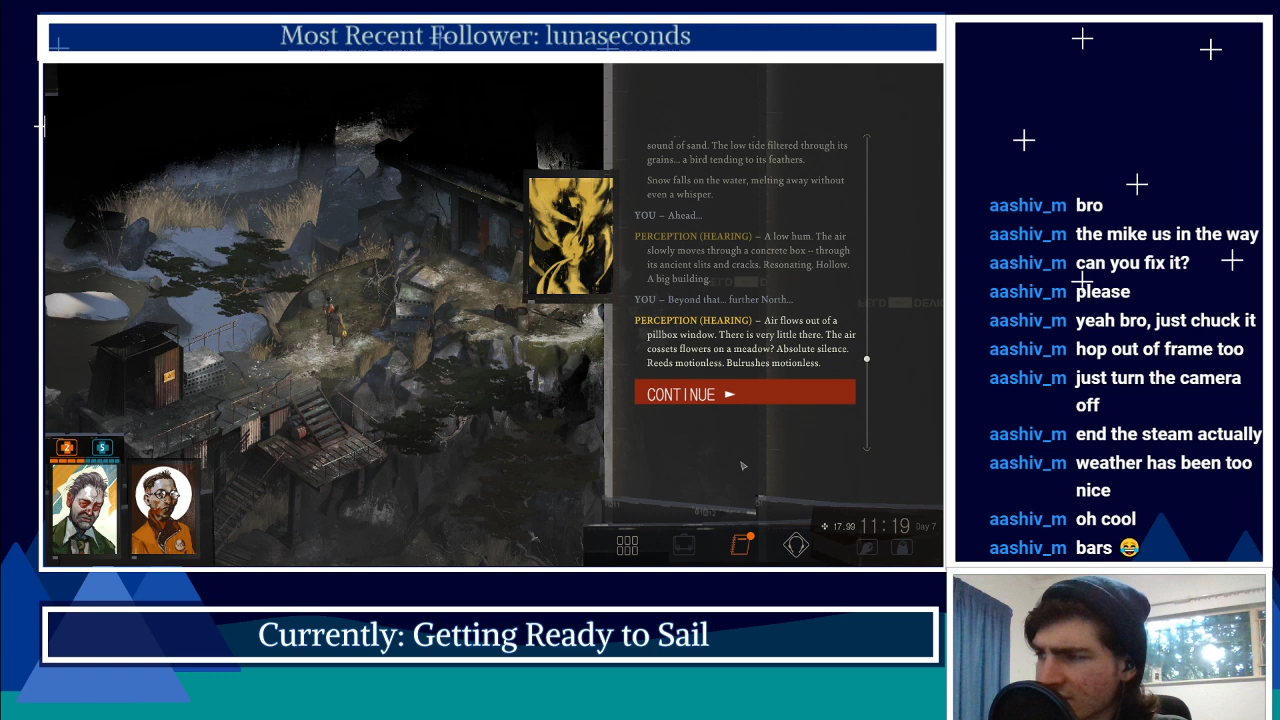 Most Recent Follower: lunaseconds
sound of sand. The low tide filtered through its
grains... a bird tending to its feathers.
Snow falls on the water, melting away without
even a whisper.
YOU – Ahead...
PERCEPTION (HEARING) – A low hum. The air
slowly moves through a concrete box – through
its ancient slits and cracks. Resonating. Hollow.
A big building.
YOU – Beyond that... further North...
PERCEPTION (HEARING) – Air flows out of a
pillbox window. There is very little there. The air
cossets flowers on a meadow? Absolute silence.
Reeds motionless. Bulrushes motionless.
CONTINUE ►
2 5
17.99 11:19 Day 7
Currently: Getting Ready to Sail
aashiv_m bro
aashiv_m the mike us in the way
aashiv_m can you fix it?
aashiv_m please
aashiv_m yeah bro, just chuck it
aashiv_m hop out of frame too
aashiv_m just turn the camera
off
aashiv_m end the steam actually
aashiv_m weather has been too
nice
aashiv_m oh cool
aashiv_m bars 😂